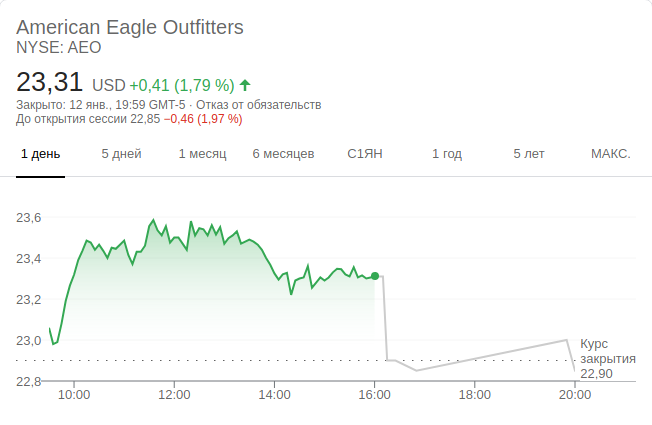 American Eagle Outfitters
NYSE: AEO
23,31 USD +0,41 (1,79 %)
Закрыто: 12 янв., 19:59 GMT-5 · Отказ от обязательств
До открытия сессии 22,85 −0,46 (1,97 %)
1 день 5 дней 1 месяц 6 месяцев С1ЯН 1 год 5 лет МАКС.
23,6
23,4
23,2
23,0
Курс
закрытия
22,90
22,8
10:00 12:00 14:00 16:00 18:00 20:00